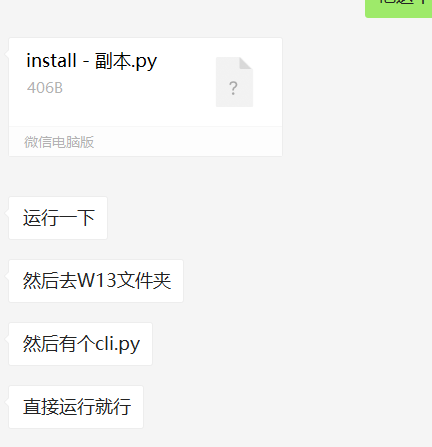 install - 副本.py
406B
?
微信电脑版
运行一下
然后去W13文件夹
然后有个cli.py
直接运行就行